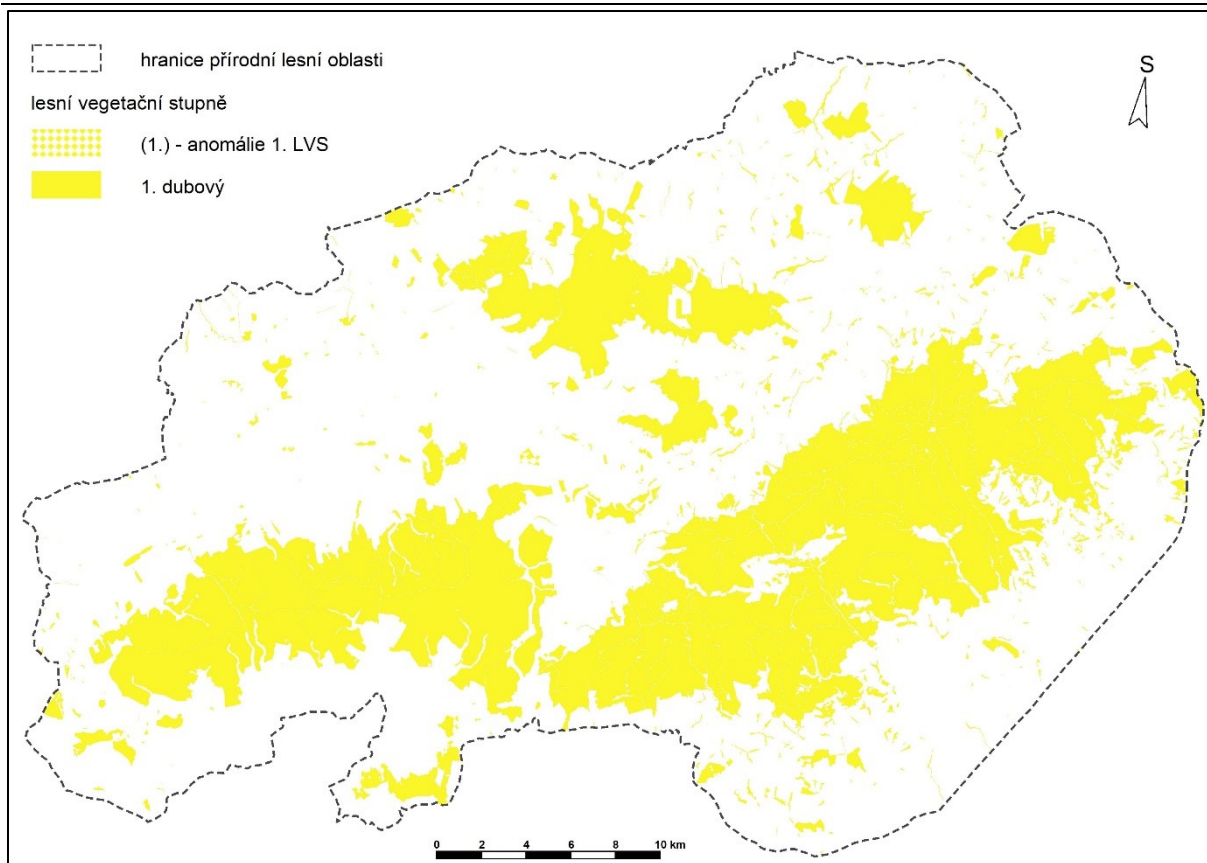 hranice přírodní lesní oblasti
S
lesní vegetační stupně
(1.) - anomálie 1. LVS
1. dubový
0 2 4 6 8 10 km